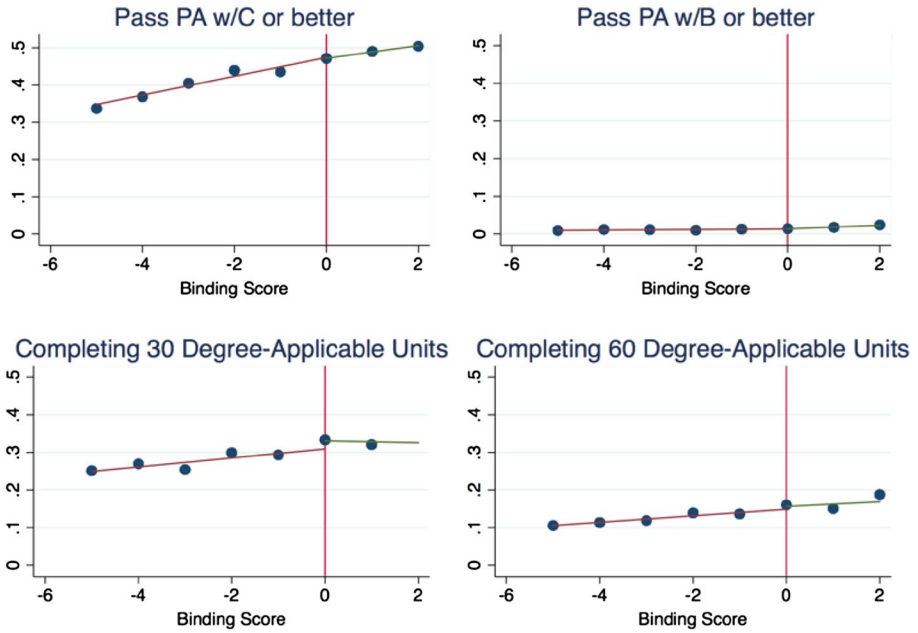 Pass PA w/C or better
.5
.4
.3
.2
.1
0
-6 -4 -2 0 2
Binding Score
Pass PA w/B or better
.5
.4
.3
.2
.1
0
-6 -4 -2 0 2
Binding Score
Completing 30 Degree-Applicable Units
.5
.4
.3
.2
.1
0
-6 -4 -2 0 2
Binding Score
Completing 60 Degree-Applicable Units
.5
.4
.3
.2
.1
0
-6 -4 -2 0 2
Binding Score